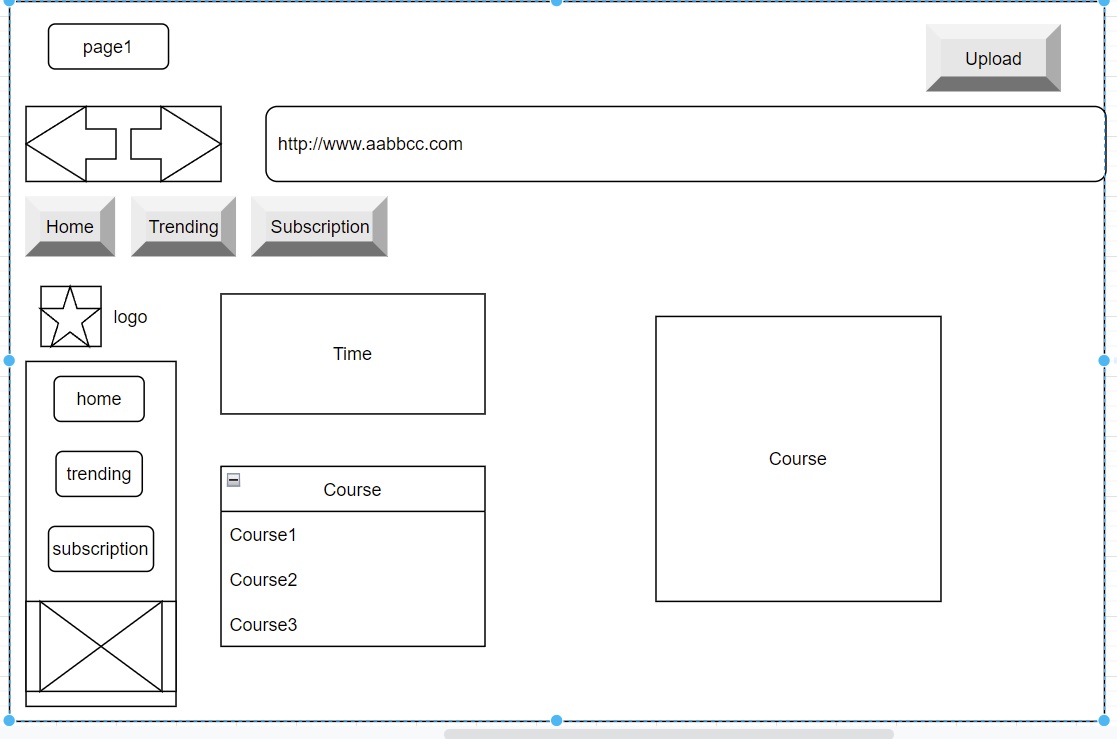 page1
Upload
http://www.aabbcc.com
Home
Trending
Subscription
logo
Time
home
Course
trending
Course
Course1
subscription
Course2
Course3